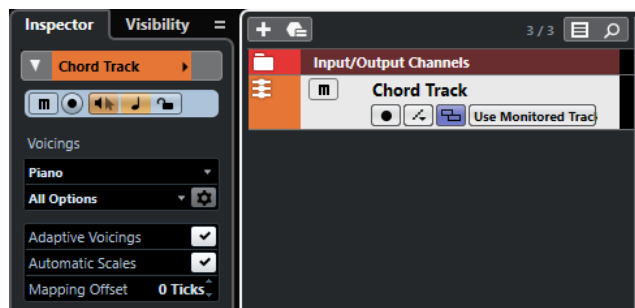 Inspector Visibility
Chord Track
m
Voicings
Piano
All Options
Adaptive Voicings
Automatic Scales
Mapping Offset 0 Ticks
3 / 3
Input/Output Channels
m Chord Track
Use Monitored Trac